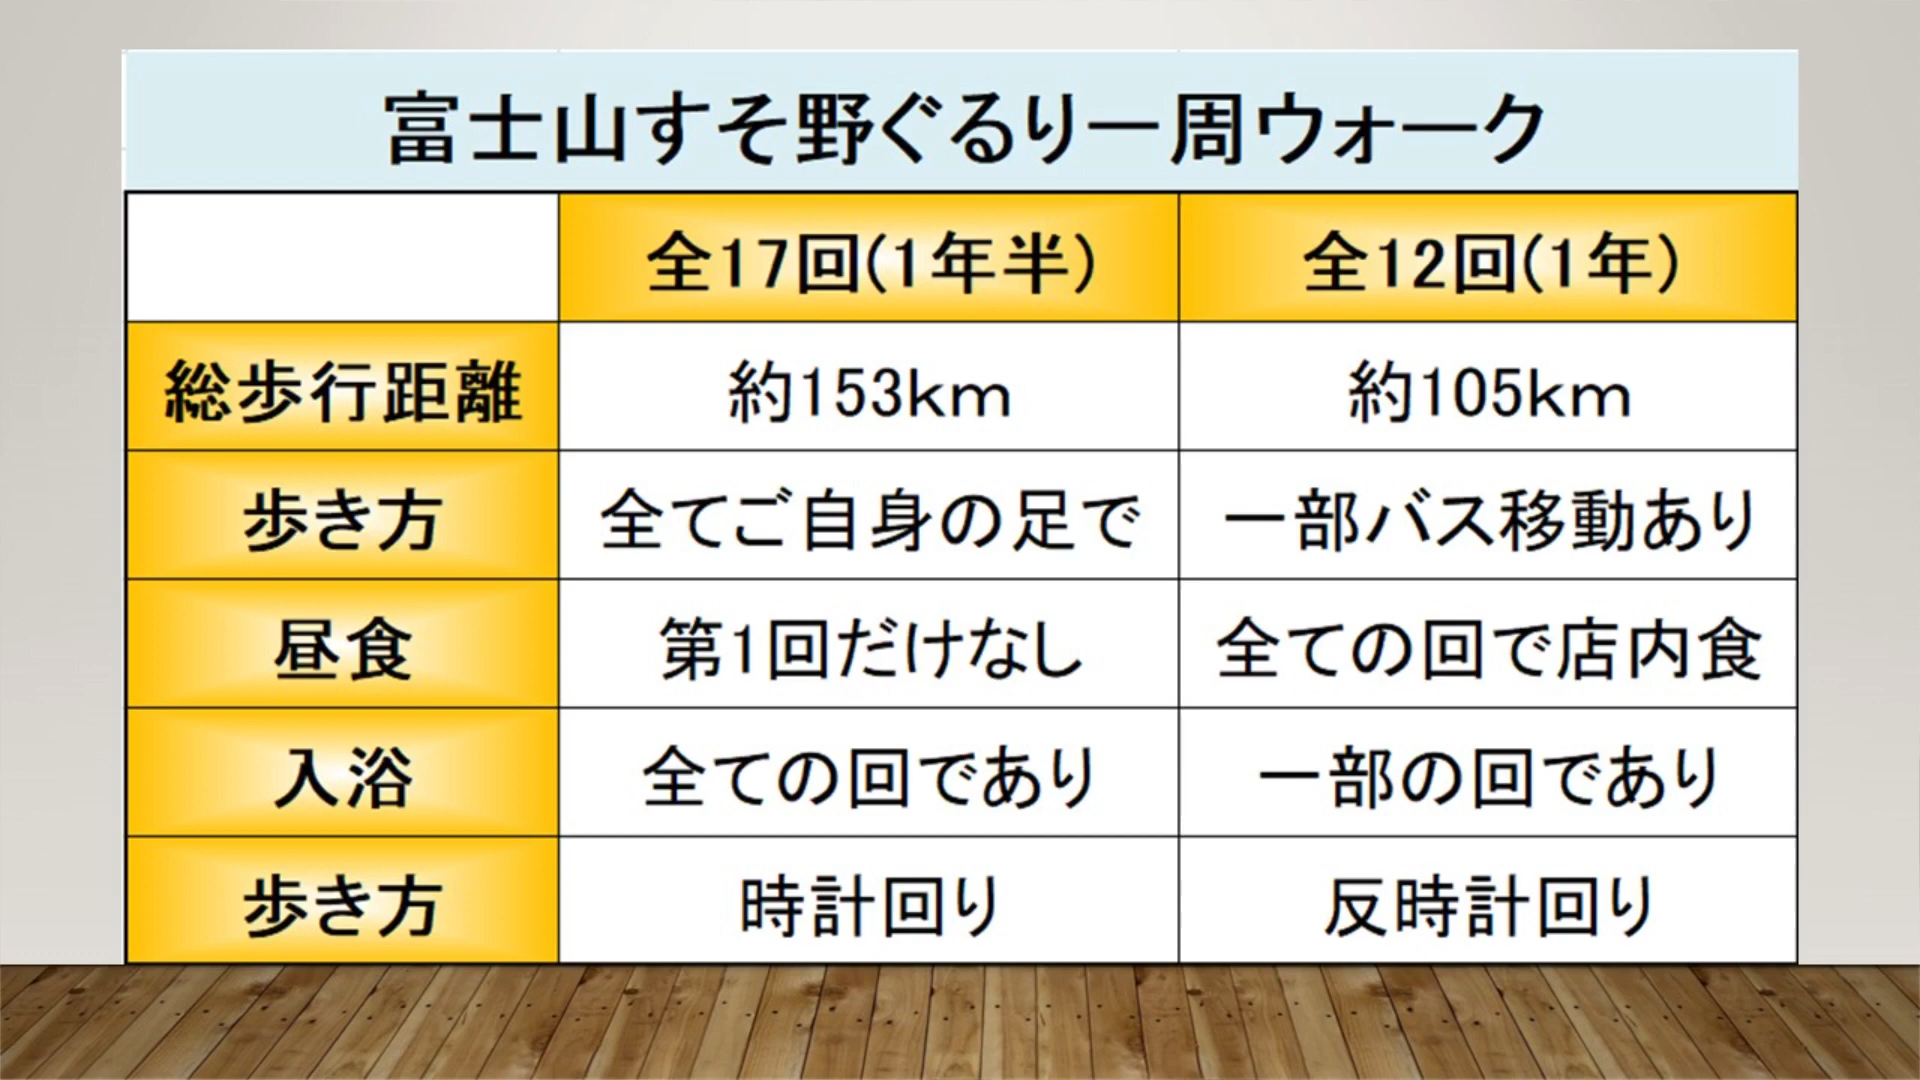 富士山すそ野ぐるり一周ウォーク
全17回(1年半) 全12回(1年)
総歩行距離 約153km 約105km
歩き方 全てご自身の足で 一部バス移動あり
昼食 第1回だけなし 全ての回で店内食
入浴 全ての回であり 一部の回であり
歩き方 時計回り 反時計回り